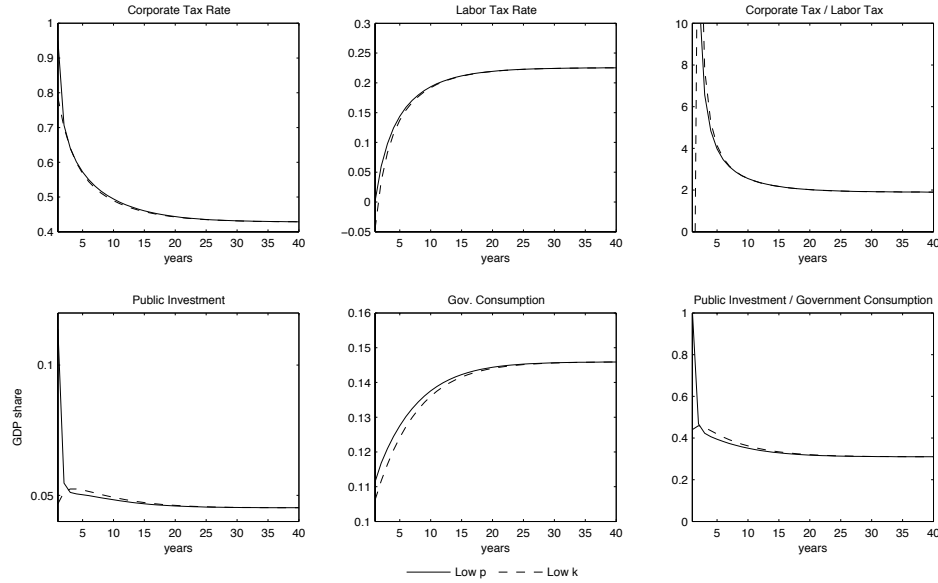 Corporate Tax Rate
1
0.9
0.8
0.7
0.6
0.5
0.4
5 10 15 20 25 30 35 40
years
Labor Tax Rate
0.3
0.25
0.2
0.15
0.1
0.05
0
−0.05
5 10 15 20 25 30 35 40
years
Corporate Tax / Labor Tax
10
8
6
4
2
0
5 10 15 20 25 30 35 40
years
Public Investment
GDP share
0.1
0.05
5 10 15 20 25 30 35 40
years
Gov. Consumption
0.16
0.15
0.14
0.13
0.12
0.11
0.1
5 10 15 20 25 30 35 40
years
Public Investment / Government Consumption
1
0.8
0.6
0.4
0.2
0
5 10 15 20 25 30 35 40
years
Low p Low k